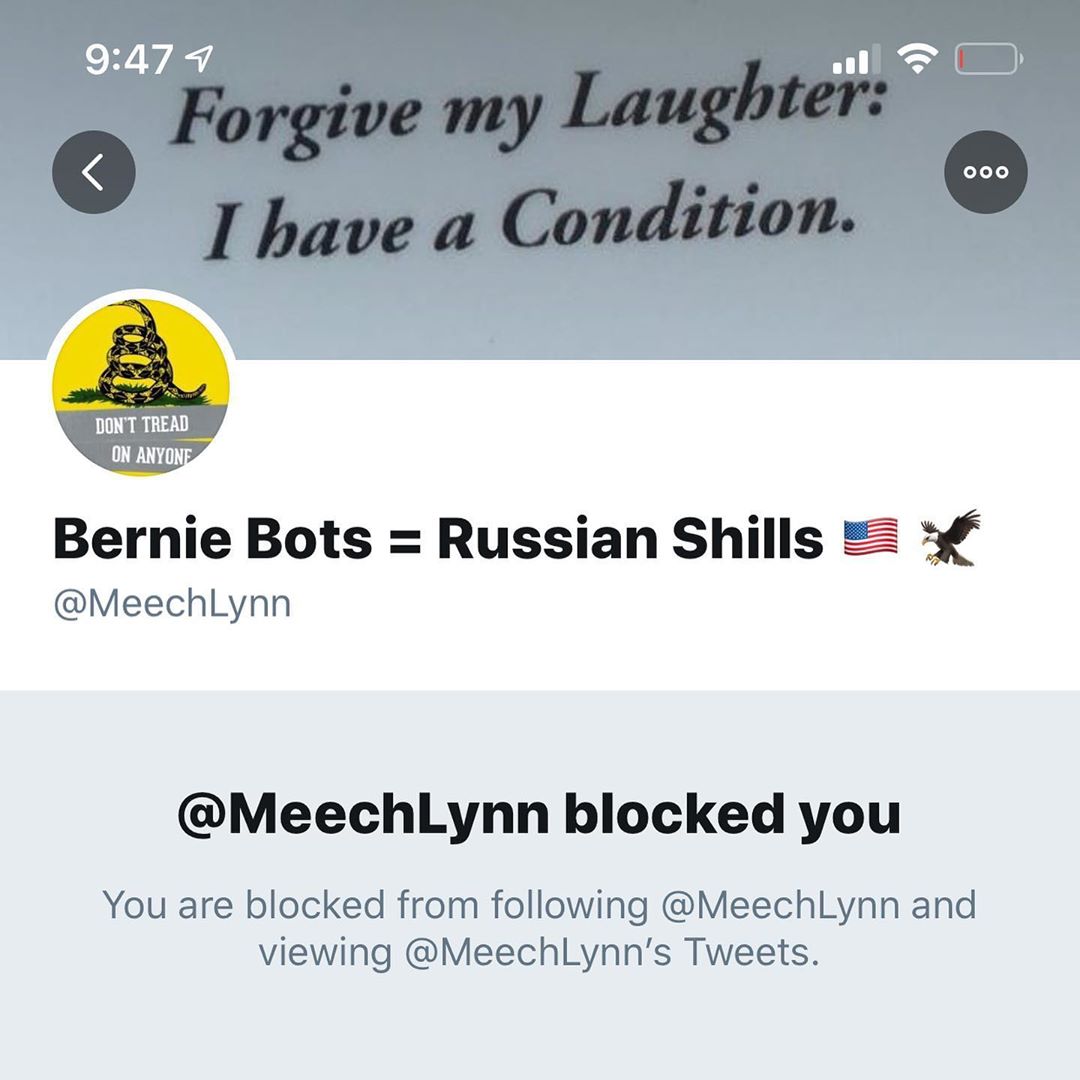 9:47
Forgive my Laughter:
I have a Condition.
DON'T TREAD
ON ANYONE
Bernie Bots = Russian Shills 🇺🇸 🦅
@MeechLynn
@MeechLynn blocked you
You are blocked from following @MeechLynn and
viewing @MeechLynn’s Tweets.